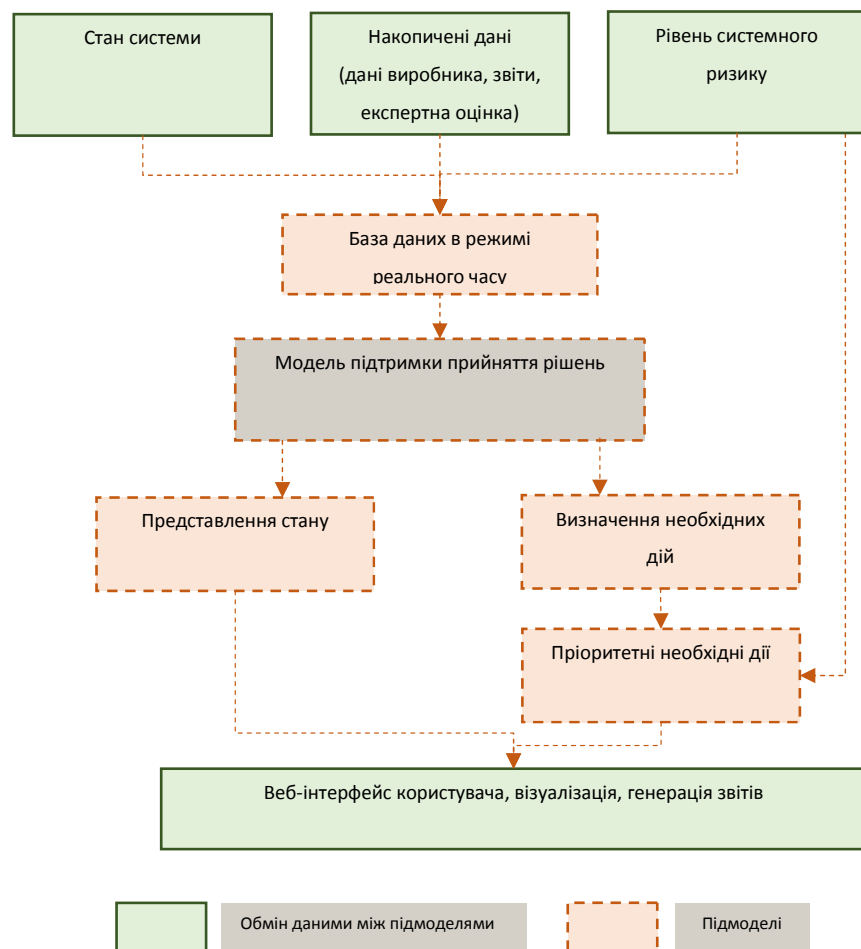 Стан системи
Накопичені дані
(дані виробника, звіти,
експертна оцінка)
Рівень системного
ризику
База даних в режимі
реального часу
Модель підтримки прийняття рішень
Представлення стану
Визначення необхідних
дій
Пріоритетні необхідні дії
Веб-інтерфейс користувача, візуалізація, генерація звітів
Обмін даними між підмоделями
Підмоделі